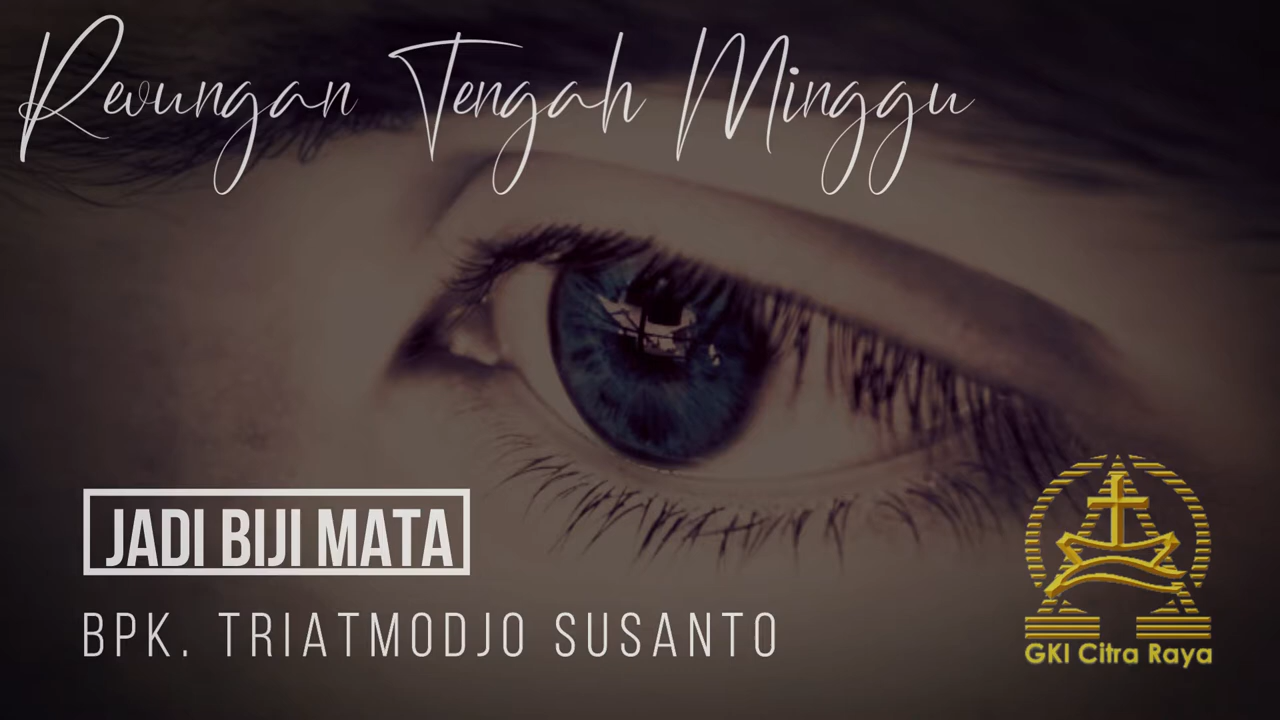 Renungan Tengah Minggu
JADI BIJI MATA
BPK. TRIATMODJO SUSANTO
GKI Citra Raya